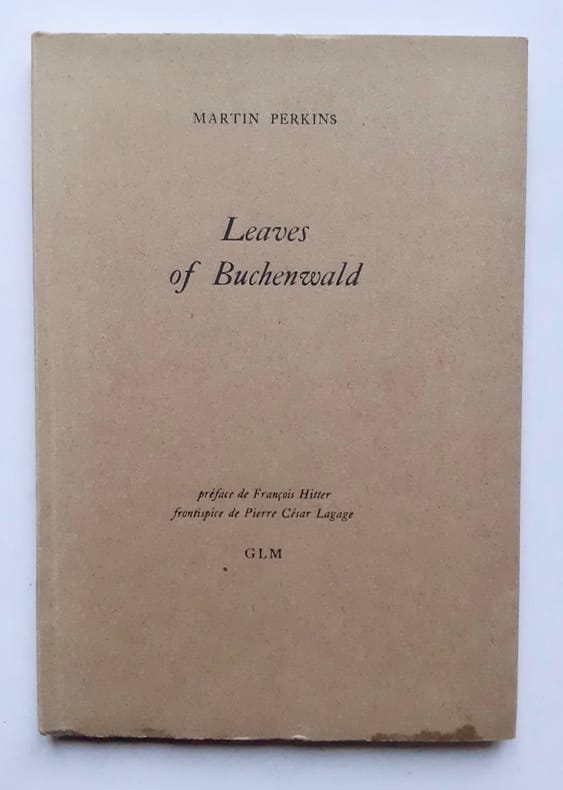 MARTIN PERKINS
Leaves
of Buchenwald
préface de François Hitter
frontispice de Pierre César Lagage
GLM